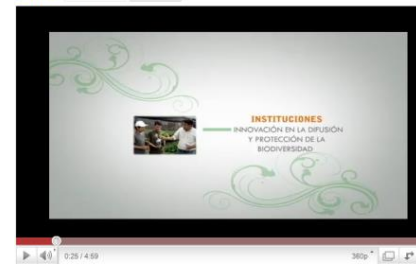 INSTITUCIONES
INNOVACIÓN EN LA DIFUSIÓN
Y PROTECCIÓN DE LA
BIODIVERSIDAD
0:25 / 4:59
360p